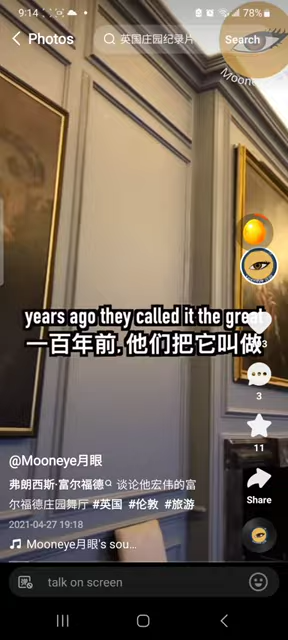 9:14
78%
Photos
英国庄园纪录片
Search
Moone
years ago they called it the great
一百年前,他们把它叫做
3
11
@Mooneye月眼
弗朗西斯·富尔福德 谈论他宏伟的富
尔福德庄园舞厅 #英国 #伦敦 #旅游
2021-04-27 19:18
Share
Mooneye月眼's sou...
talk on screen